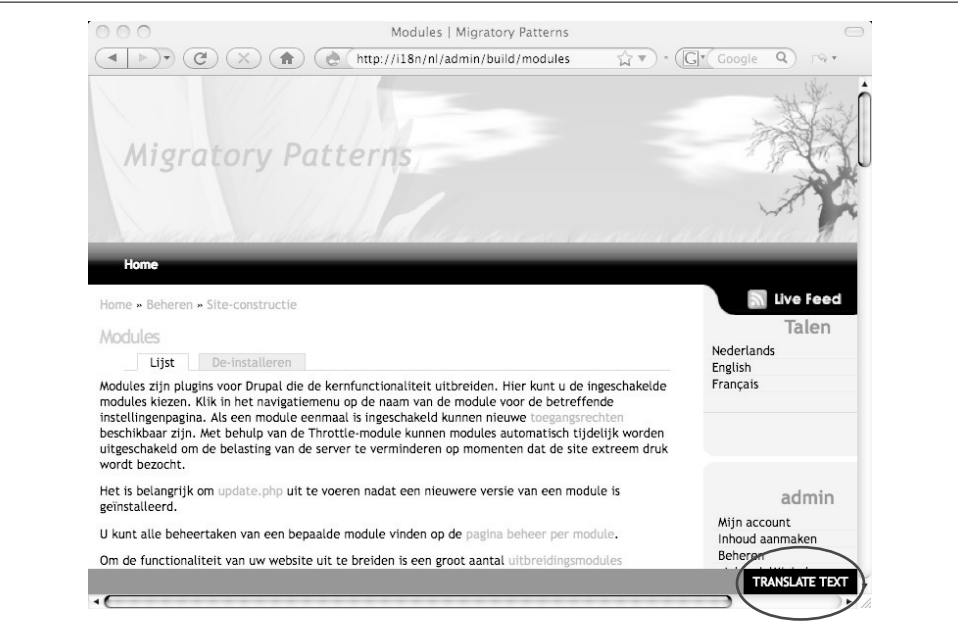 Modules | Migratory Patterns
http://i18n/nl/admin/build/modules
G
Google
Migratory Patterns
Home
Home » Beheren » Site-constructie
Modules
Lijst
De-installeren
Modules zijn plugins voor Drupal die de kernfunctionaliteit uitbreiden. Hier kunt u de ingeschakelde
modules kiezen. Klik in het navigatiemenu op de naam van de module voor de betreffende
instellingenpagina. Als een module eenmaal is ingeschakeld kunnen nieuwe toegangsrechten
beschikbaar zijn. Met behulp van de Throttle-module kunnen modules automatisch tijdelijk worden
uitgeschakeld om de belasting van de server te verminderen op momenten dat de site extreem druk
wordt bezocht.
Het is belangrijk om update.php uit te voeren nadat een nieuwere versie van een module is
geïnstalleerd.
U kunt alle beheertaken van een bepaalde module vinden op de pagina beheer per module.
Om de functionaliteit van uw website uit te breiden is een groot aantal uitbreidingsmodules
Live Feed
Talen
Nederlands
English
Français
admin
Mijn account
Inhoud aanmaken
Beheren
TRANSLATE TEXT